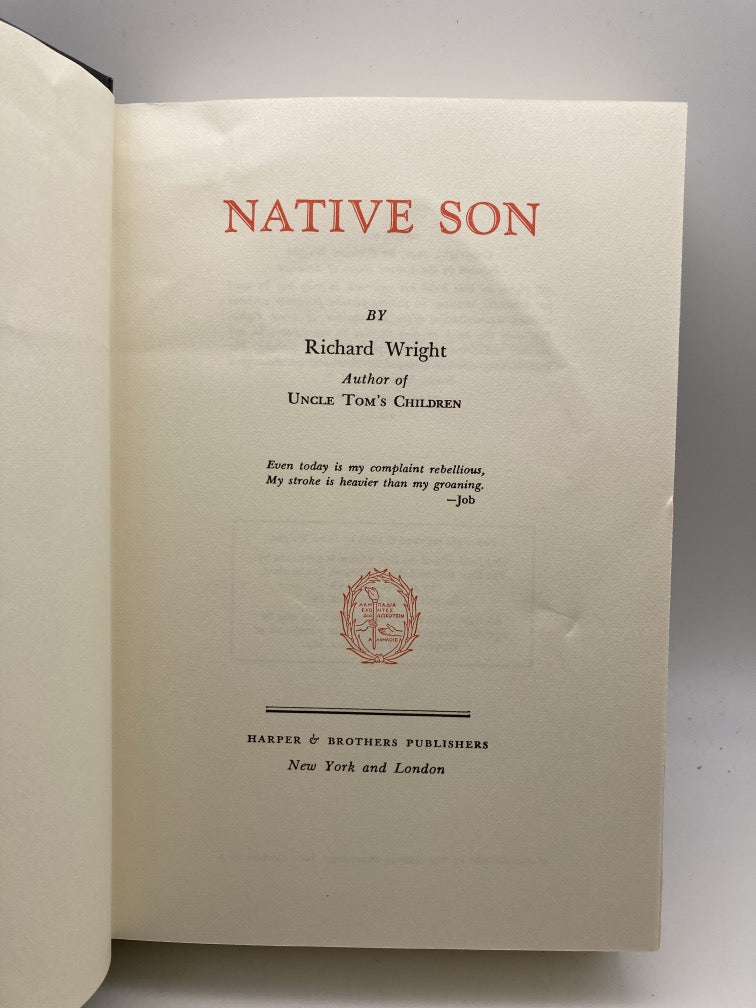 NATIVE SON
BY
Richard Wright
Author of
UNCLE TOM'S CHILDREN
Even today is my complaint rebellious,
My stroke is heavier than my groaning.
—Job
HARPER & BROTHERS PUBLISHERS
New York and London